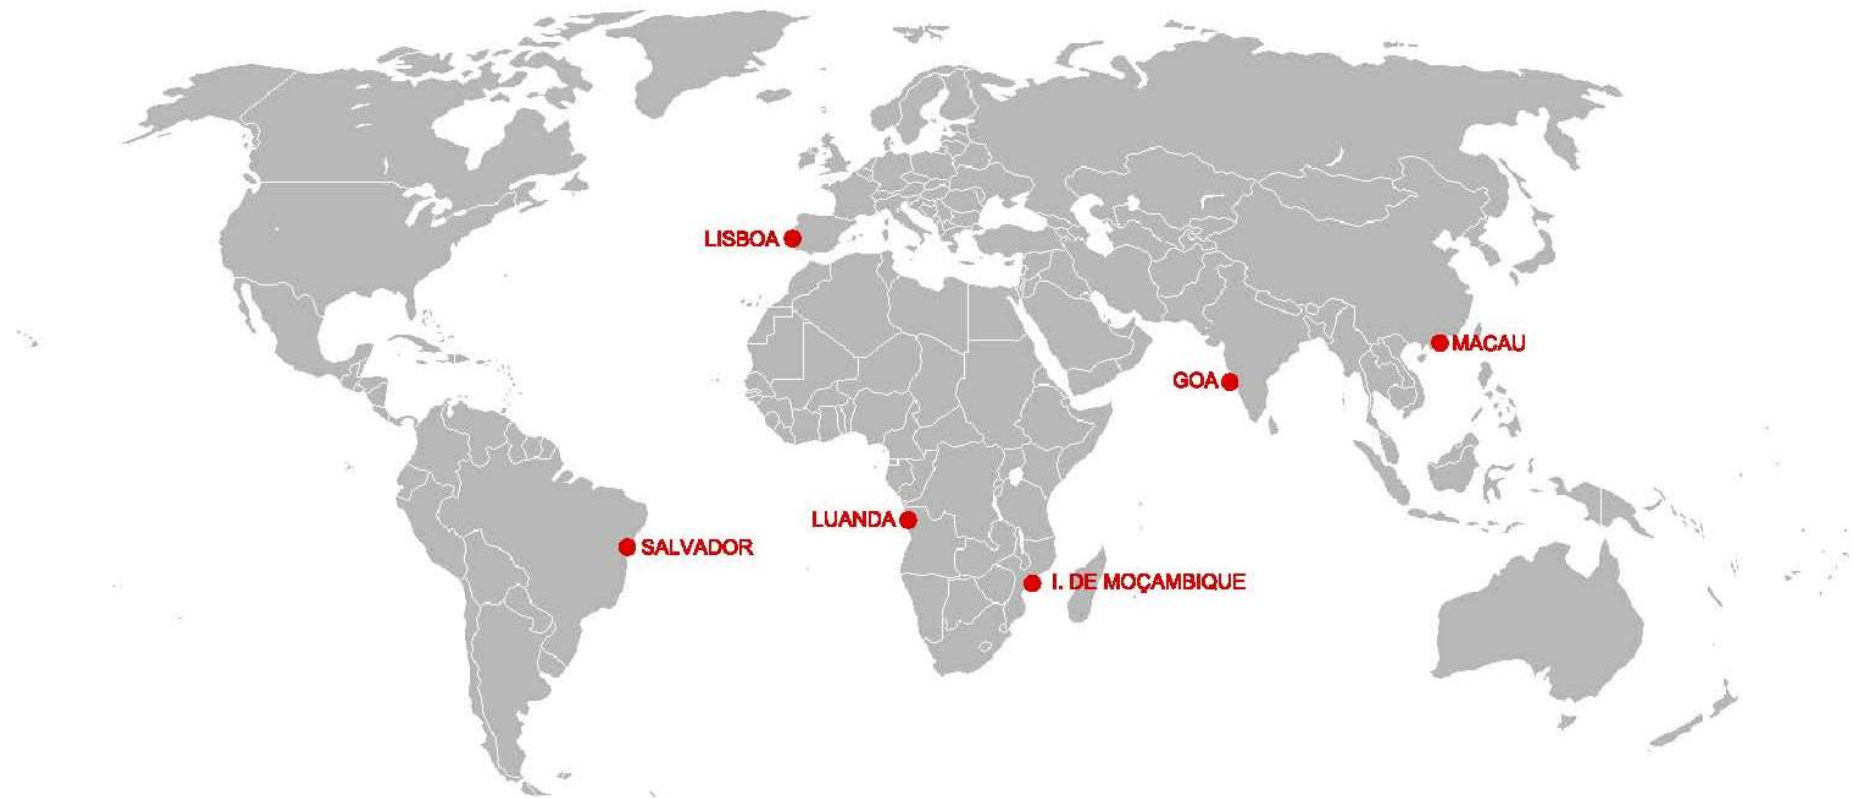 LISBOA
MACAU
GOA
LUANDA
SALVADOR
I. DE MOÇAMBIQUE